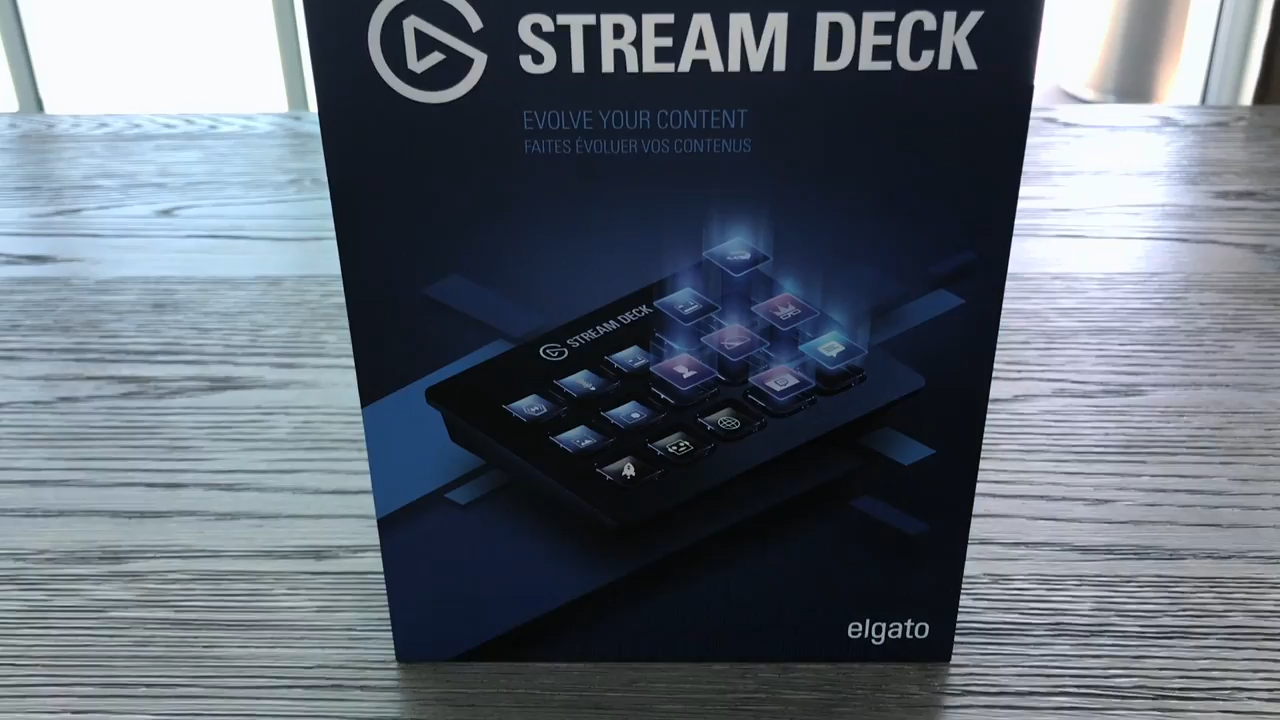 STREAM DECK
EVOLVE YOUR CONTENT
FAITES ÉVOLUER VOS CONTENUS
STREAM DECK
elgato